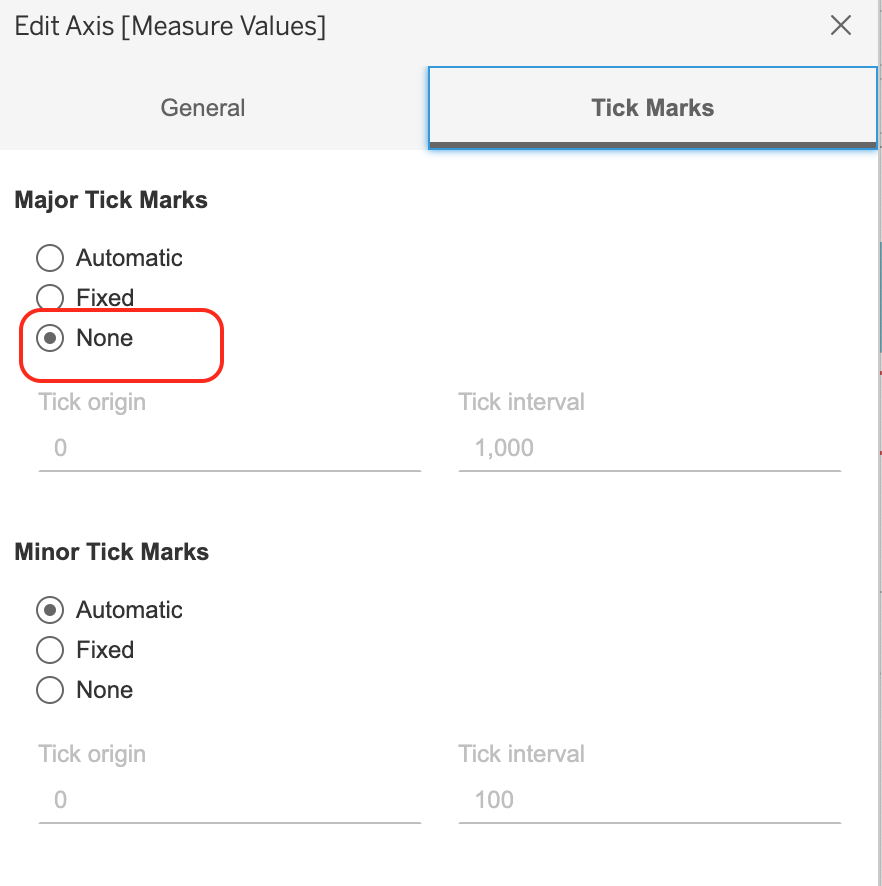 Edit Axis [Measure Values]
General
Tick Marks
Major Tick Marks
Automatic
Fixed
None
Tick origin
Tick interval
0
1,000
Minor Tick Marks
Automatic
Fixed
None
Tick origin
Tick interval
0
100